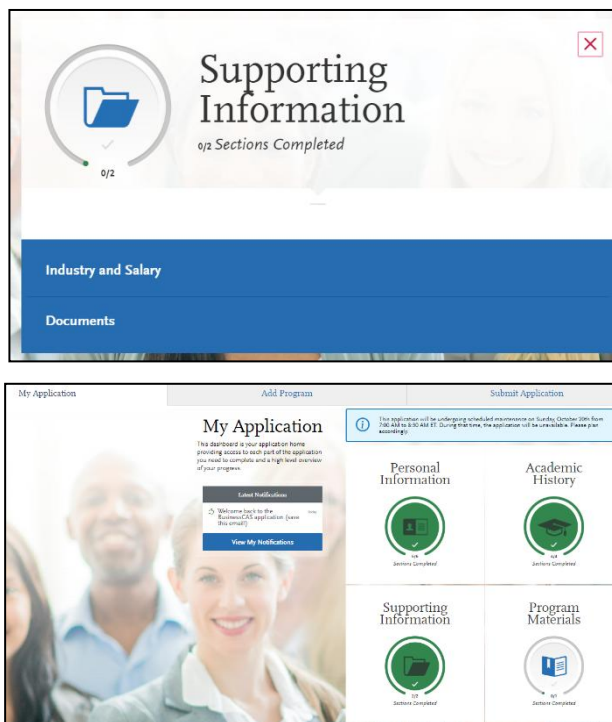 Supporting
Information
0/2 Sections Completed
0/2
Industry and Salary
Documents
My Application
Add Program
Submit Application
My Application
This dashboard is your application home
providing access to each part of the application
you need to complete and a high level overview
of your progress.
Latest Notifications
Welcome back to the
BusinessCAS application (save
this email!)
View My Notifications
This application will be undergoing scheduled maintenance on Sunday, October 20th from
7:00 AM to 8:30 AM ET. During that time, the application will be unavailable. Please plan
accordingly.
Personal
Information
Sections Completed
Academic
History
Sections Completed
Supporting
Information
Sections Completed
Program
Materials
Sections Completed